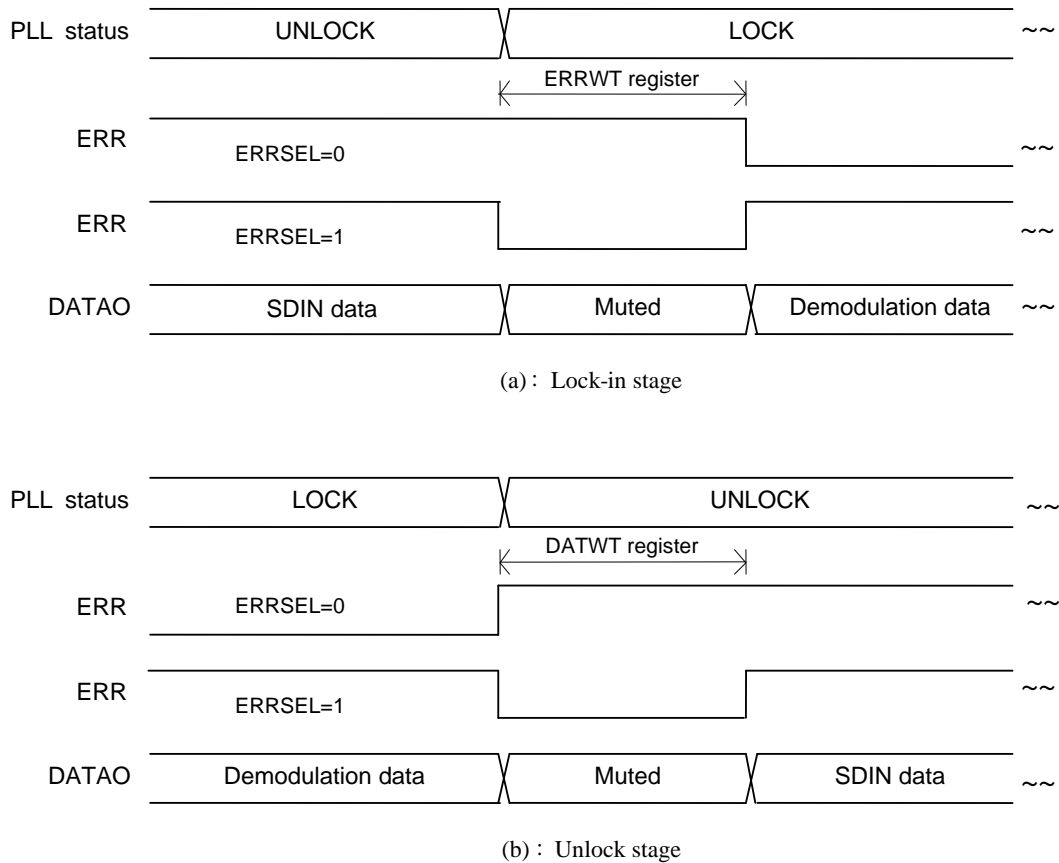 PLL status UNLOCK LOCK ~~
ERRWT register
ERR ERRSEL=0 ~~
ERR ERRSEL=1 ~~
DATAO SDIN data Muted Demodulation data ~~
(a)： Lock-in stage
PLL status LOCK UNLOCK ~~
DATWT register
ERR ERRSEL=0 ~~
ERR ERRSEL=1 ~~
DATAO Demodulation data Muted SDIN data ~~
(b)： Unlock stage